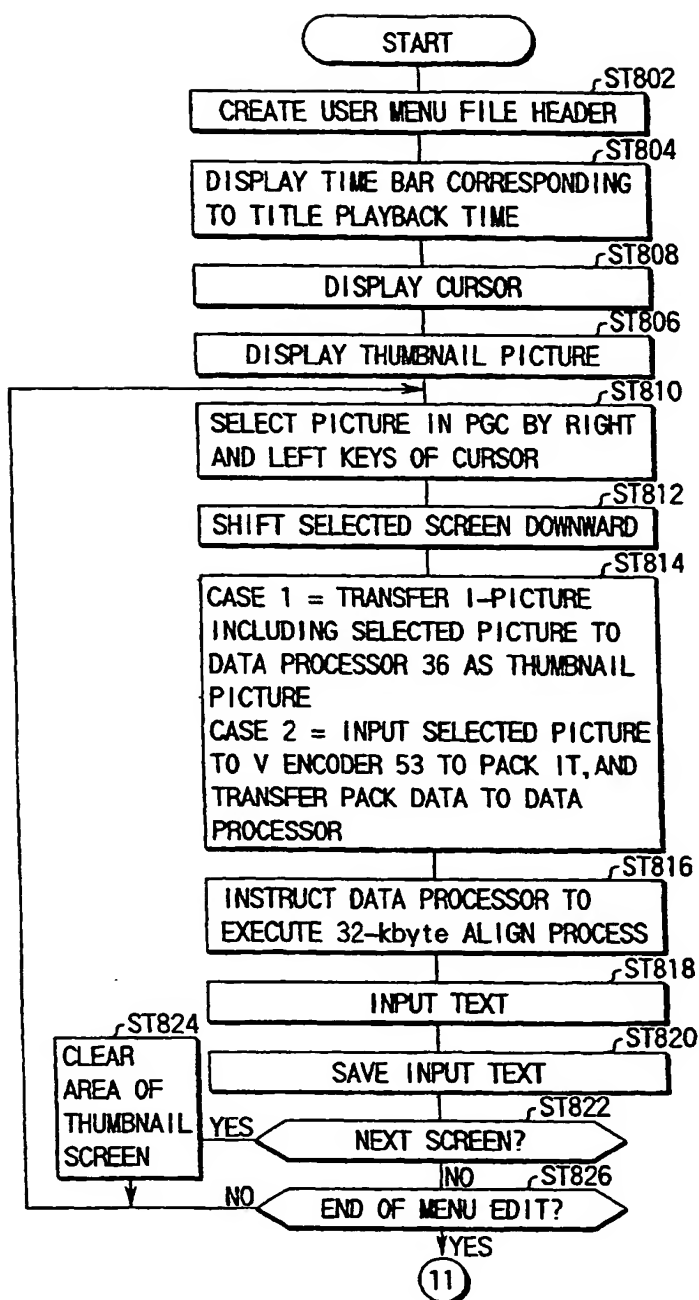 START
ST802
CREATE USER MENU FILE HEADER
ST804
DISPLAY TIME BAR CORRESPONDING
TO TITLE PLAYBACK TIME
ST808
DISPLAY CURSOR
ST806
DISPLAY THUMBNAIL PICTURE
ST810
SELECT PICTURE IN PGC BY RIGHT
AND LEFT KEYS OF CURSOR
ST812
SHIFT SELECTED SCREEN DOWNWARD
ST814
CASE 1 = TRANSFER I-PICTURE
INCLUDING SELECTED PICTURE TO
DATA PROCESSOR 36 AS THUMBNAIL
PICTURE
CASE 2 = INPUT SELECTED PICTURE
TO V ENCODER 53 TO PACK IT, AND
TRANSFER PACK DATA TO DATA
PROCESSOR
ST816
INSTRUCT DATA PROCESSOR TO
EXECUTE 32-kbyte ALIGN PROCESS
ST818
INPUT TEXT
ST820
SAVE INPUT TEXT
ST824
CLEAR
AREA OF
THUMBNAIL
SCREEN
ST822
YES
NEXT SCREEN?
NO
ST826
NO
END OF MENU EDIT?
YES
11